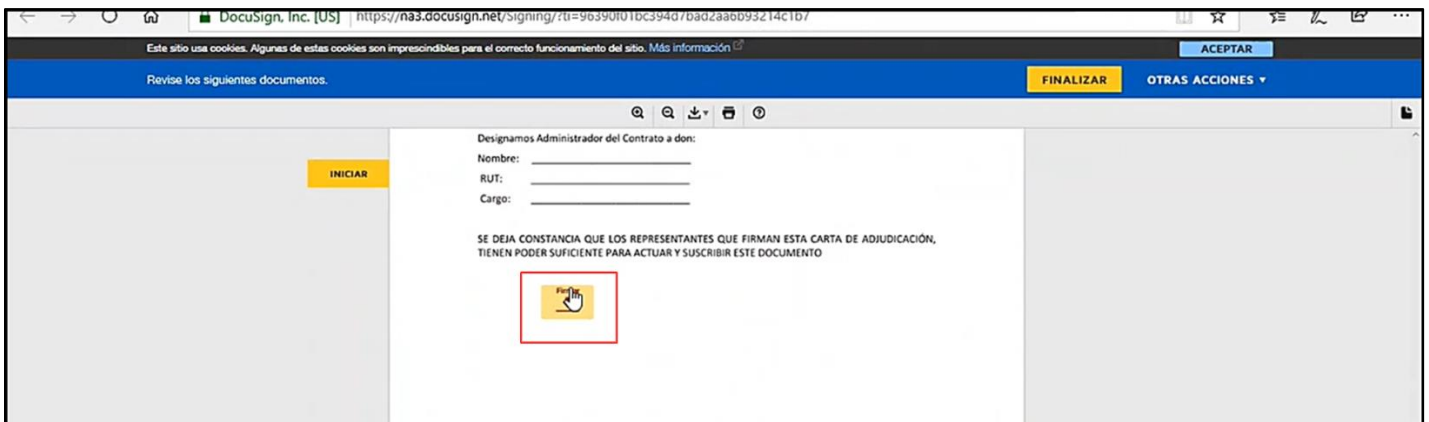 DocuSign, Inc. [US] https://na3.docusign.net/Signing/?ti=96390f01bc394d7bad2aa6b93214c1b7
Este sitio usa cookies. Algunas de estas cookies son imprescindibles para el correcto funcionamiento del sitio. Más información
ACEPTAR
Revise los siguientes documentos.
FINALIZAR
OTRAS ACCIONES
Designamos Administrador del Contrato a don:
Nombre:
INICIAR
RUT:
Cargo:
SE DEJA CONSTANCIA QUE LOS REPRESENTANTES QUE FIRMAN ESTA CARTA DE ADJUDICACIÓN,
TIENEN PODER SUFICIENTE PARA ACTUAR Y SUSCRIBIR ESTE DOCUMENTO